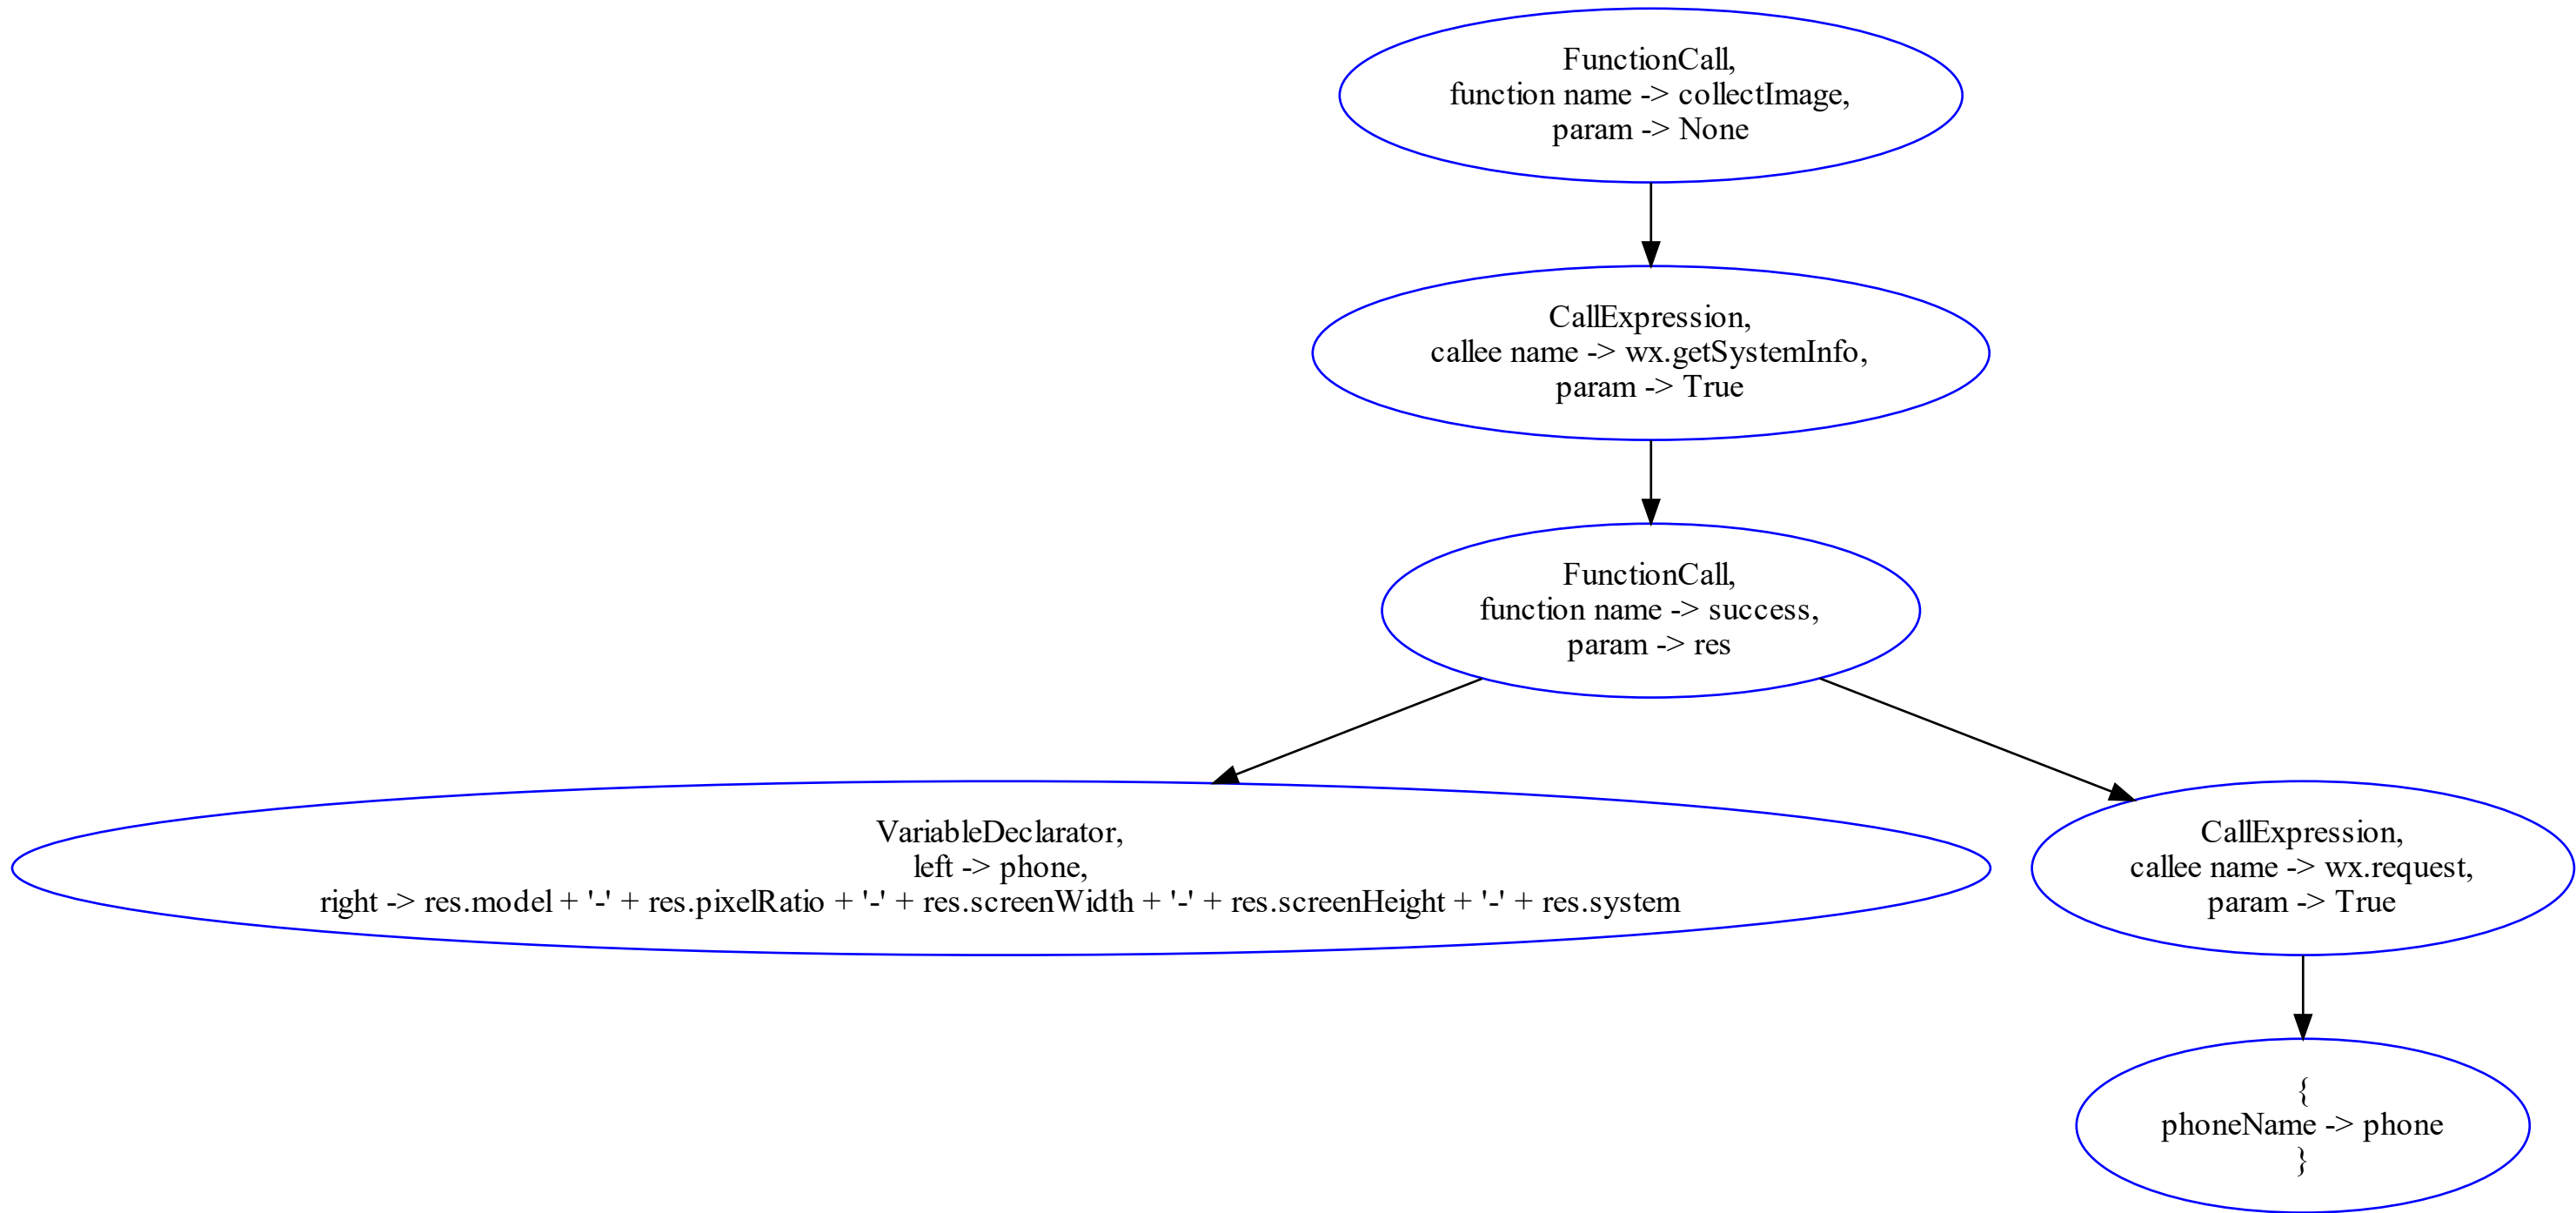 FunctionCall,
function name -> collectImage,
param -> None
CallExpression,
callee name -> wx.getSystemInfo,
param -> True
FunctionCall,
function name -> success,
param -> res
VariableDeclarator,
left -> phone,
right -> res.model + '-' + res.pixelRatio + '-' + res.screenWidth + '-' + res.screenHeight + '-' + res.system
CallExpression,
callee name -> wx.request,
param -> True
{
phoneName -> phone
}